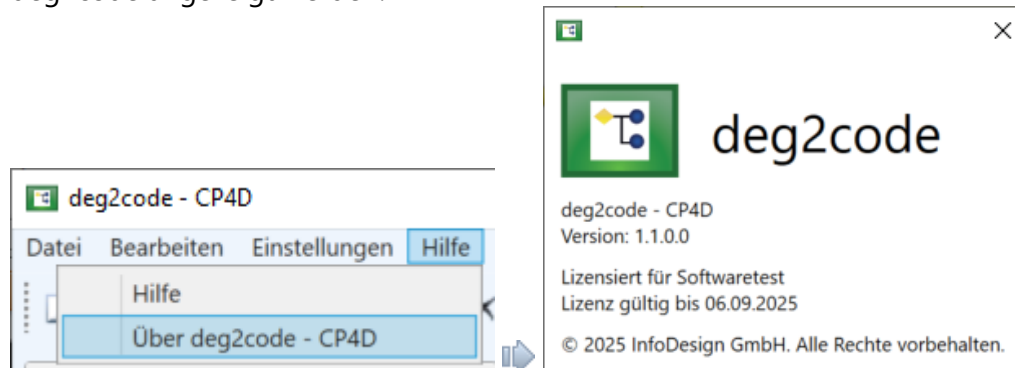 deg2code - CP4D
Datei Bearbeiten Einstellungen Hilfe
Hilfe
Über deg2code - CP4D
deg2code
deg2code - CP4D
Version: 1.1.0.0
Lizensiert für Softwaretest
Lizenz gültig bis 06.09.2025
© 2025 InfoDesign GmbH. Alle Rechte vorbehalten.